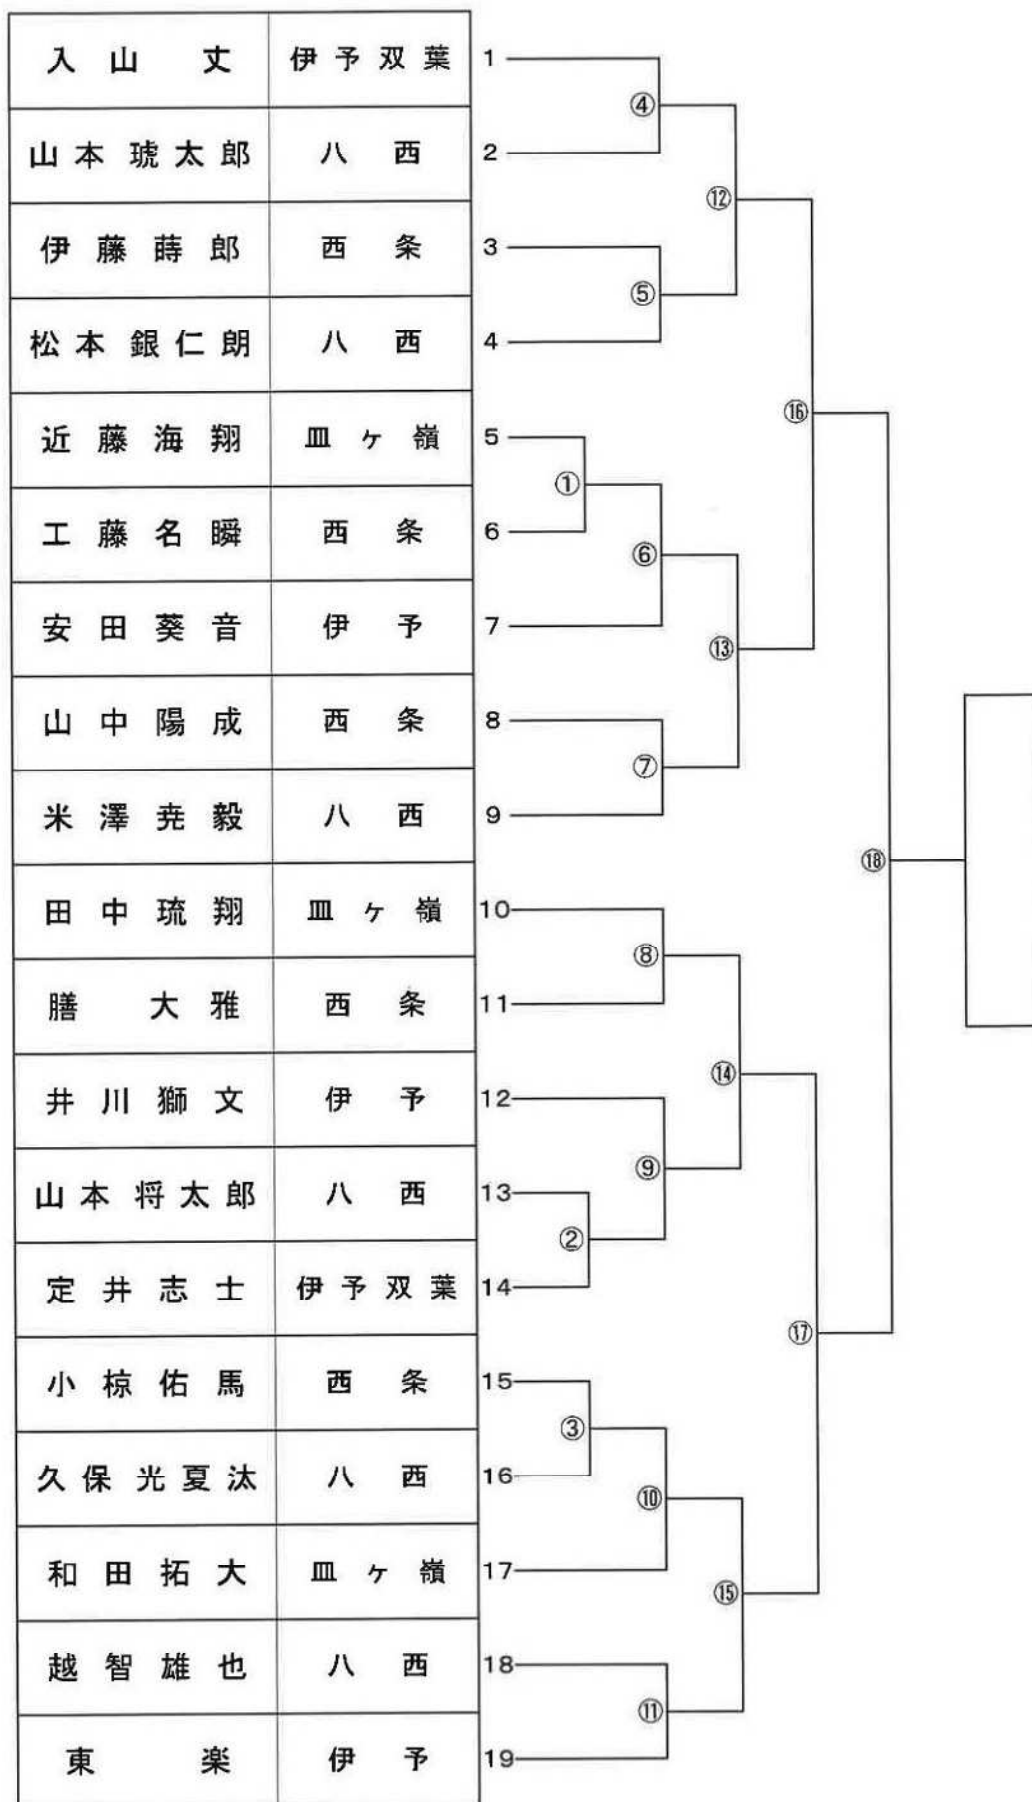 入山 丈 伊予双葉 1
④
山本琥太郎 八西 2
⑫
伊藤蒔郎 西条 3
⑤
松本銀仁朗 八西 4
⑯
近藤海翔 皿ヶ嶺 5
①
工藤名瞬 西条 6
⑥
安田葵音 伊予 7
⑬
山中陽成 西条 8
⑦
米澤尭毅 八西 9
⑱
田中琉翔 皿ヶ嶺 10
⑧
膳 大雅 西条 11
⑭
井川獅文 伊予 12
⑨
山本将太郎 八西 13
②
定井志士 伊予双葉 14
⑰
小椋佑馬 西条 15
③
久保光夏汰 八西 16
⑩
和田拓大 皿ヶ嶺 17
⑮
越智雄也 八西 18
⑪
東 楽 伊予 19